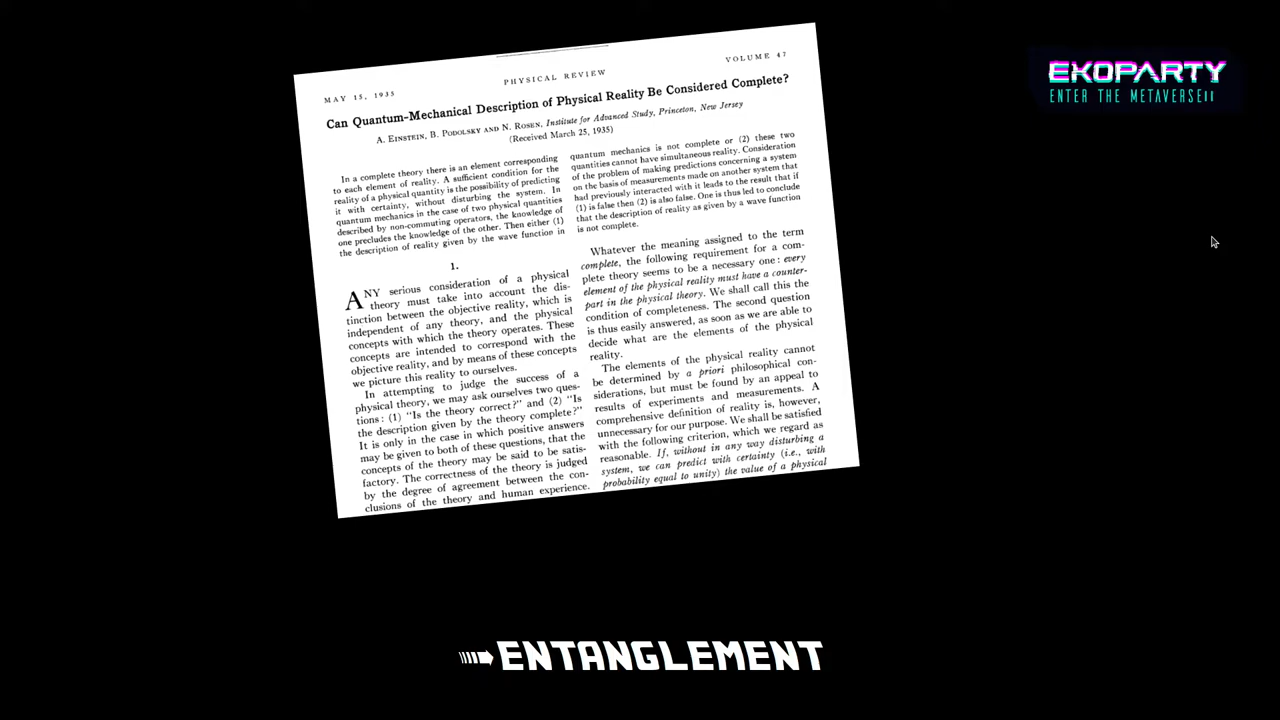 EKOPARTY
ENTER THE METAVERSE
MAY 15, 1935
PHYSICAL REVIEW
VOLUME 47
Can Quantum-Mechanical Description of Physical Reality Be Considered Complete?
A. EINSTEIN, B. PODOLSKY AND N. ROSEN, Institute for Advanced Study, Princeton, New Jersey
(Received March 25, 1935)
In a complete theory there is an element corresponding
to each element of reality. A sufficient condition for the
reality of a physical quantity is the possibility of predicting
it with certainty, without disturbing the system. In
quantum mechanics in the case of two physical quantities
described by non-commuting operators, the knowledge of
one precludes the knowledge of the other. Then either (1)
the description of reality given by the wave function in
quantum mechanics is not complete or (2) these two
quantities cannot have simultaneous reality. Consideration
of the problem of making predictions concerning a system
on the basis of measurements made on another system that
had previously interacted with it leads to the result that if
(1) is false then (2) is also false. One is thus led to conclude
that the description of reality as given by a wave function
is not complete.
1.
ANY serious consideration of a physical
theory must take into account the dis-
tinction between the objective reality, which is
independent of any theory, and the physical
concepts with which the theory operates. These
concepts are intended to correspond with the
objective reality, and by means of these concepts
we picture this reality to ourselves.
In attempting to judge the success of a
physical theory, we may ask ourselves two ques-
tions: (1) "Is the theory correct?" and (2) "Is
the description given by the theory complete?"
It is only in the case in which positive answers
may be given to both of these questions, that the
concepts of the theory may be said to be satis-
factory. The correctness of the theory is judged
by the degree of agreement between the con-
clusions of the theory and human experience.
Whatever the meaning assigned to the term
complete, the following requirement for a com-
plete theory seems to be a necessary one: every
element of the physical reality must have a counter-
part in the physical theory. We shall call this the
condition of completeness. The second question
is thus easily answered, as soon as we are able to
decide what are the elements of the physical
reality.
The elements of the physical reality cannot
be determined by a priori philosophical con-
siderations, but must be found by an appeal to
results of experiments and measurements. A
comprehensive definition of reality is, however,
unnecessary for our purpose. We shall be satisfied
with the following criterion, which we regard as
reasonable. If, without in any way disturbing a
system, we can predict with certainty (i.e., with
probability equal to unity) the value of a physical
ENTANGLEMENT